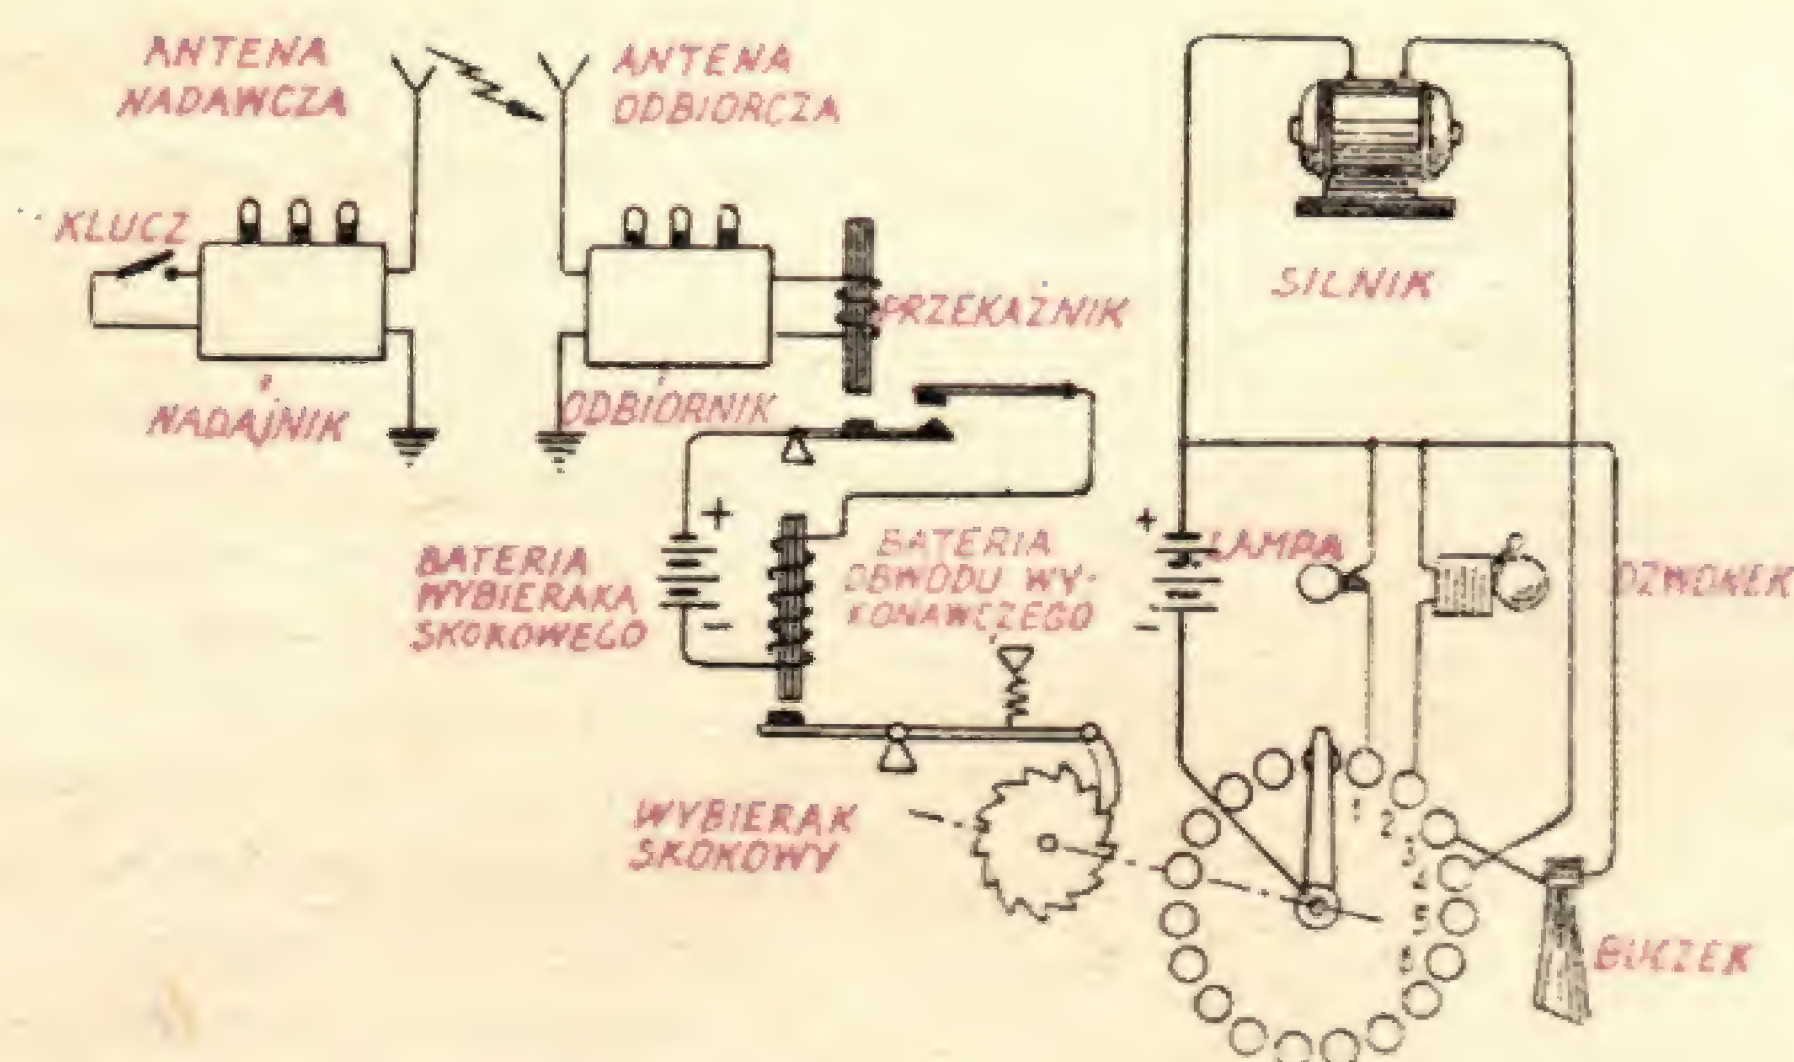 ANTENA
NADAWCZA
ANTENA
ODBIORCZA
KLUCZ
NADAJNIK
ODBIORNIK
PRZEKAŹNIK
SILNIK
+
BATERIA
WYBIERAKA
SKOKOWEGO
-
BATERIA
OBWODU WY-
KONAWCZEGO
+
-
LAMPA
DZWONEK
WYBIERAK
SKOKOWY
1
2
3
4
5
6
BUCZEK